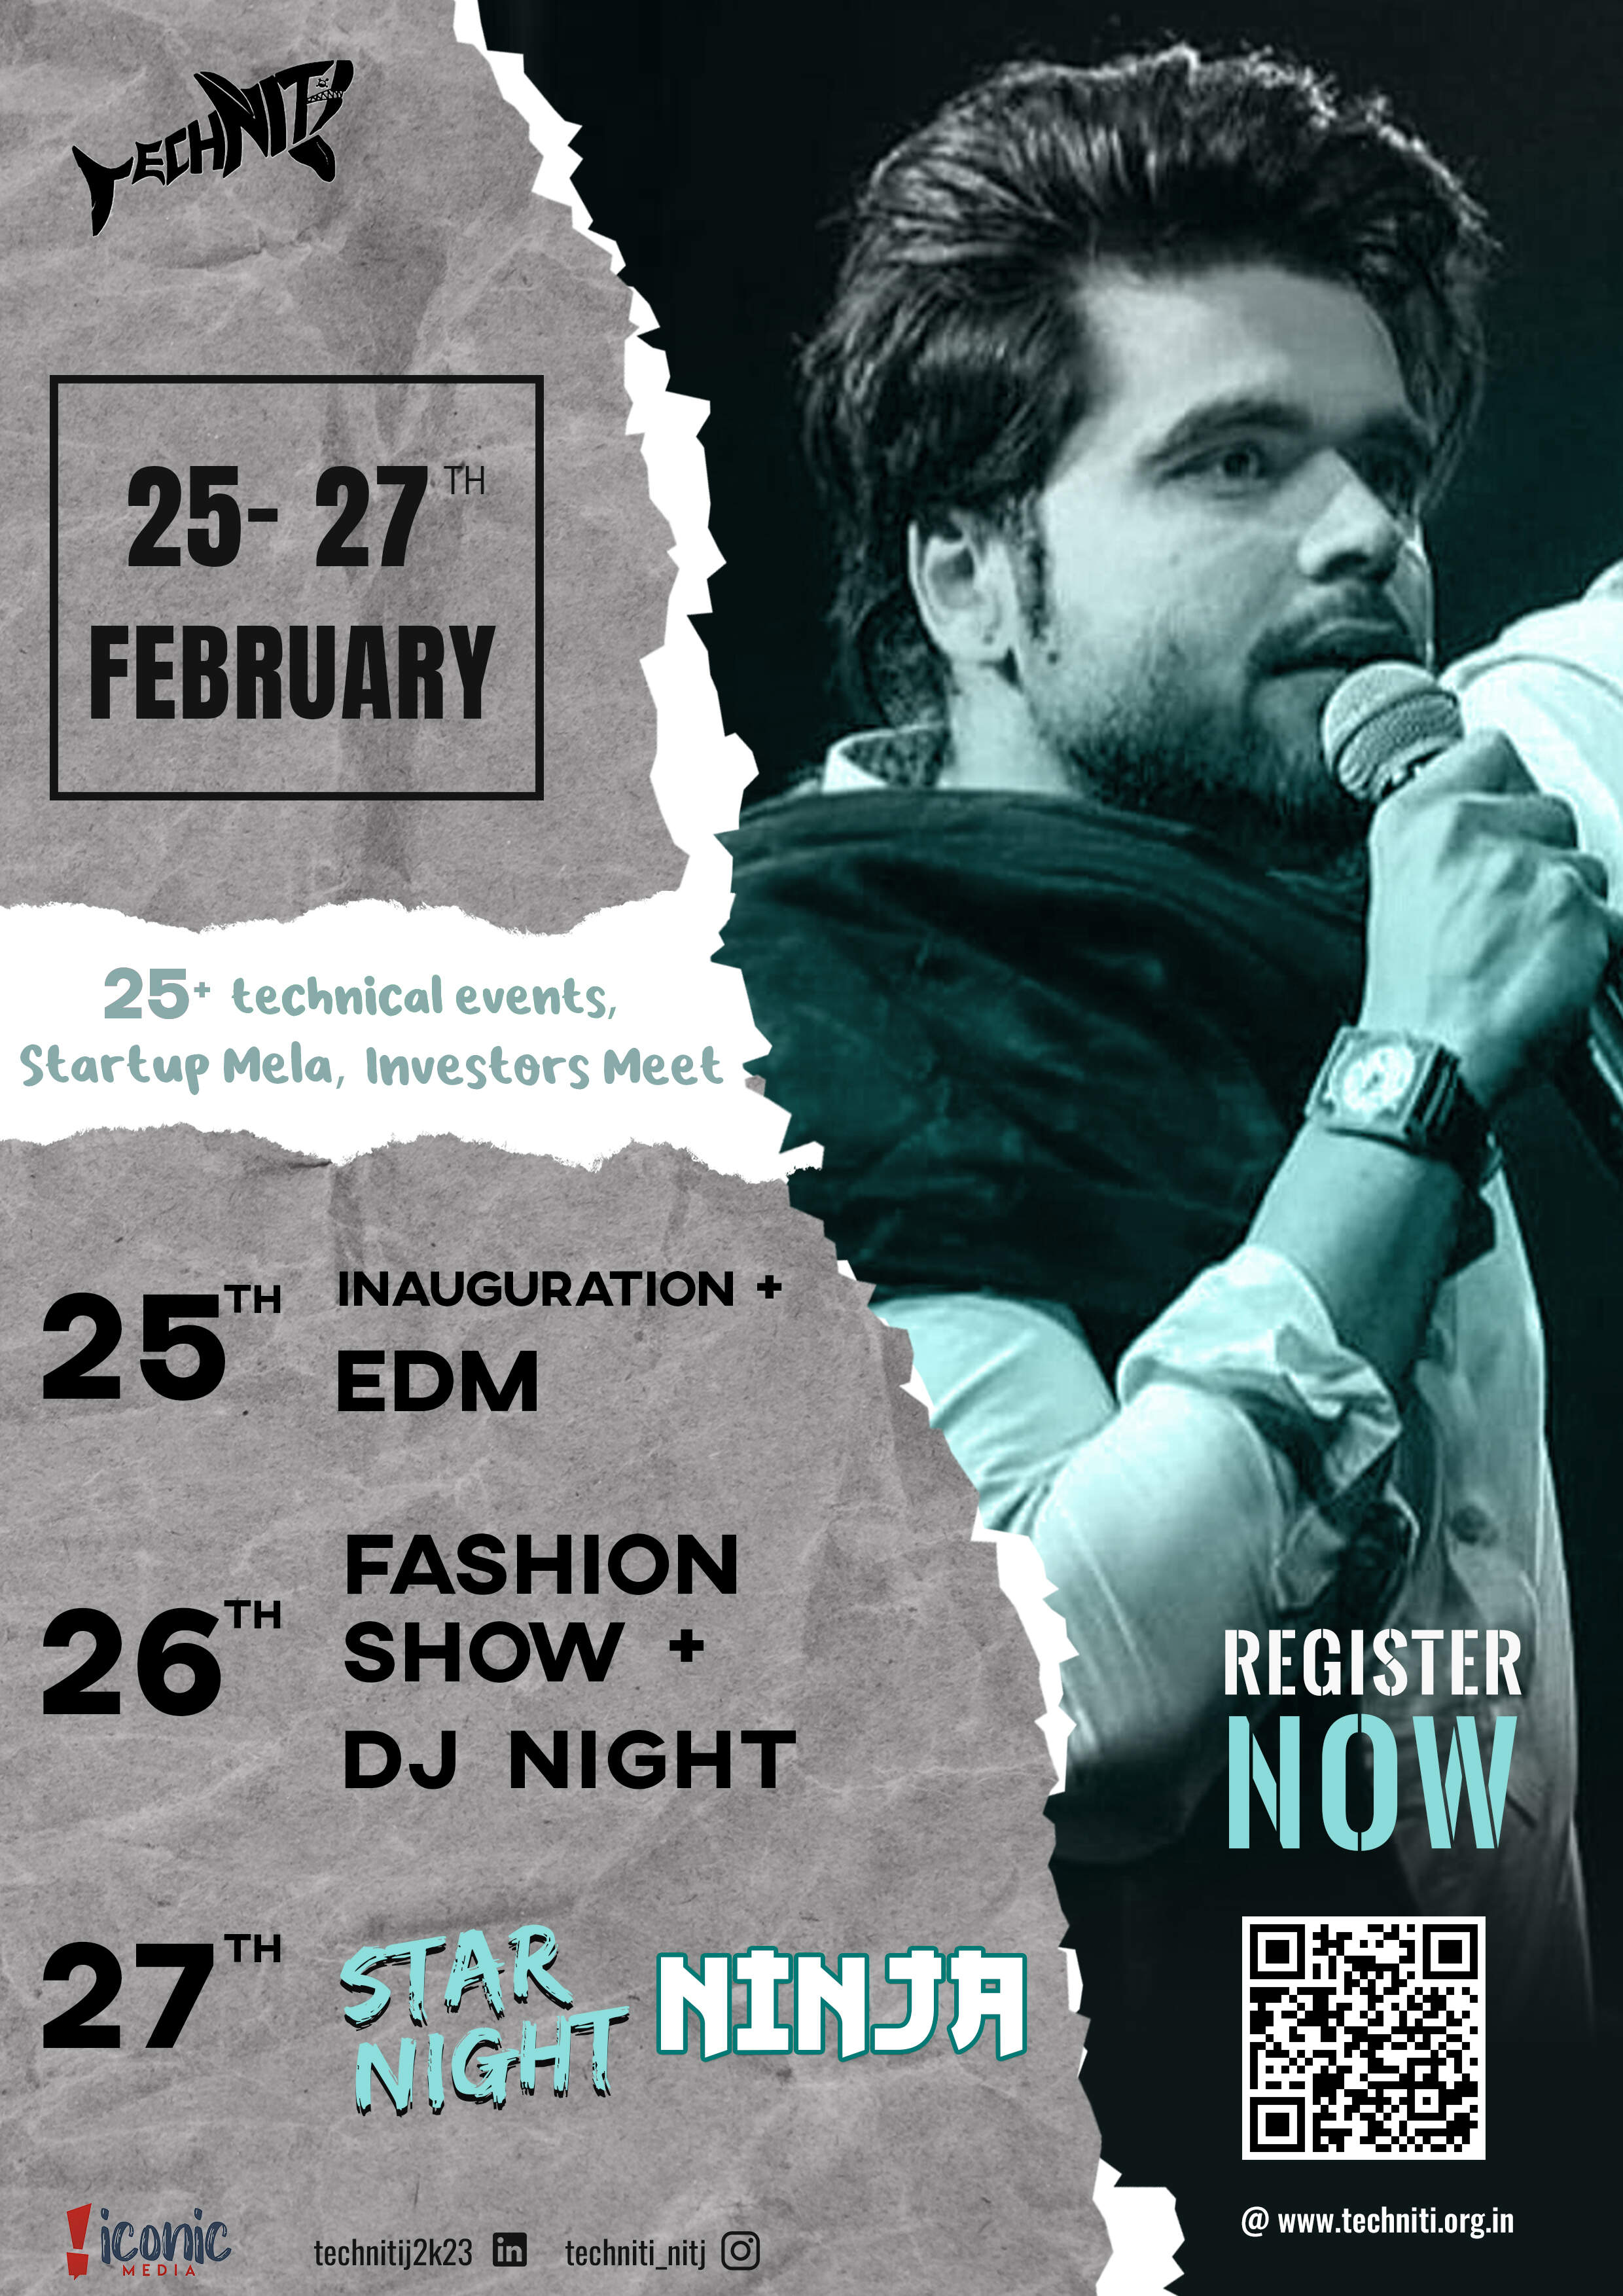 TECHNITI
25- 27TH
FEBRUARY
25+ technical events,
Startup Mela, Investors Meet
25TH INAUGURATION +
EDM
26TH FASHION
SHOW +
DJ NIGHT
27TH STAR
NIGHT NINJA
REGISTER
NOW
@ www.techniti.org.in
!iconic
MEDIA
technitij2k23 in techniti_nitj